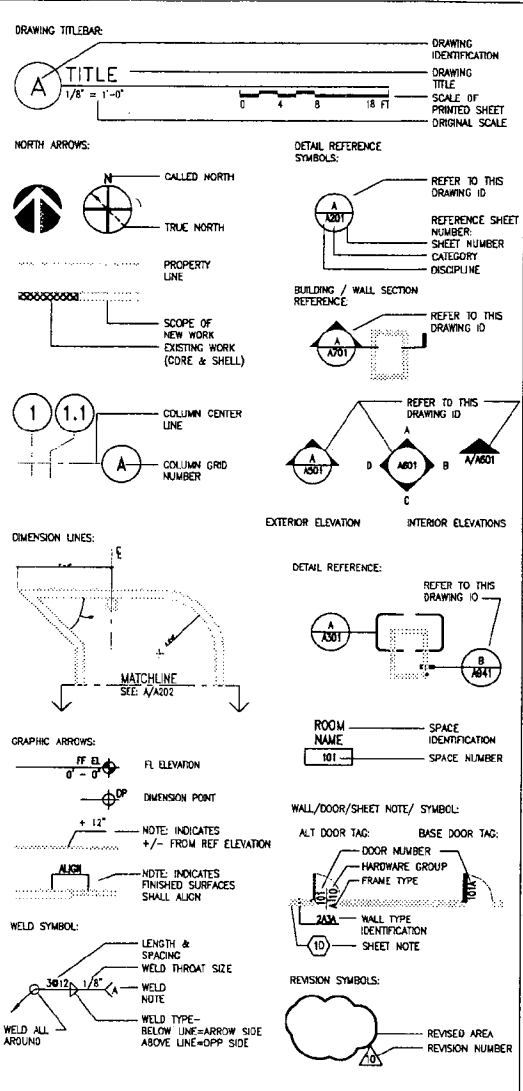 DRAWING TITLEBAR:
A
TITLE
1/8" = 1'-0"
0 4 8 18 FT
DRAWING
IDENTIFICATION
DRAWING
TITLE
SCALE OF
PRINTED SHEET
ORIGINAL SCALE
NORTH ARROWS:
N
CALLED NORTH
TRUE NORTH
PROPERTY
LINE
SCOPE OF
NEW WORK
EXISTING WORK
(CORE & SHELL)
1 1.1
COLUMN CENTER
LINE
A
COLUMN GRID
NUMBER
DIMENSION LINES:
MATCHLINE
SEE: A/A202
GRAPHIC ARROWS:
FF EL
0' - 0"
FL ELEVATION
DP
DIMENSION POINT
+ 12"
NOTE: INDICATES
+/- FROM REF ELEVATION
ALIGN
NOTE: INDICATES
FINISHED SURFACES
SHALL ALIGN
WELD SYMBOL:
LENGTH &
SPACING
WELD THROAT SIZE
3@12 1/8" A
WELD
NOTE
WELD TYPE-
BELOW LINE=ARROW SIDE
ABOVE LINE=OPP SIDE
WELD ALL
AROUND
DETAIL REFERENCE
SYMBOLS:
A
A201
REFER TO THIS
DRAWING ID
REFERENCE SHEET
NUMBER:
SHEET NUMBER
CATEGORY
DISCIPLINE
BUILDING / WALL SECTION
REFERENCE:
A
A701
REFER TO THIS
DRAWING ID
REFER TO THIS
DRAWING ID
A
A501
A
D A601 B
C
A/A601
EXTERIOR ELEVATION
INTERIOR ELEVATIONS
DETAIL REFERENCE:
REFER TO THIS
DRAWING ID
A
A301
B
A941
ROOM
NAME
101
SPACE
IDENTIFICATION
SPACE NUMBER
WALL/DOOR/SHEET NOTE/ SYMBOL:
ALT DOOR TAG:
BASE DOOR TAG:
DOOR NUMBER
HARDWARE GROUP
FRAME TYPE
101
A110
101A
2A3A
WALL TYPE
IDENTIFICATION
10
SHEET NOTE
REVISION SYMBOLS:
REVISED AREA
10
REVISION NUMBER